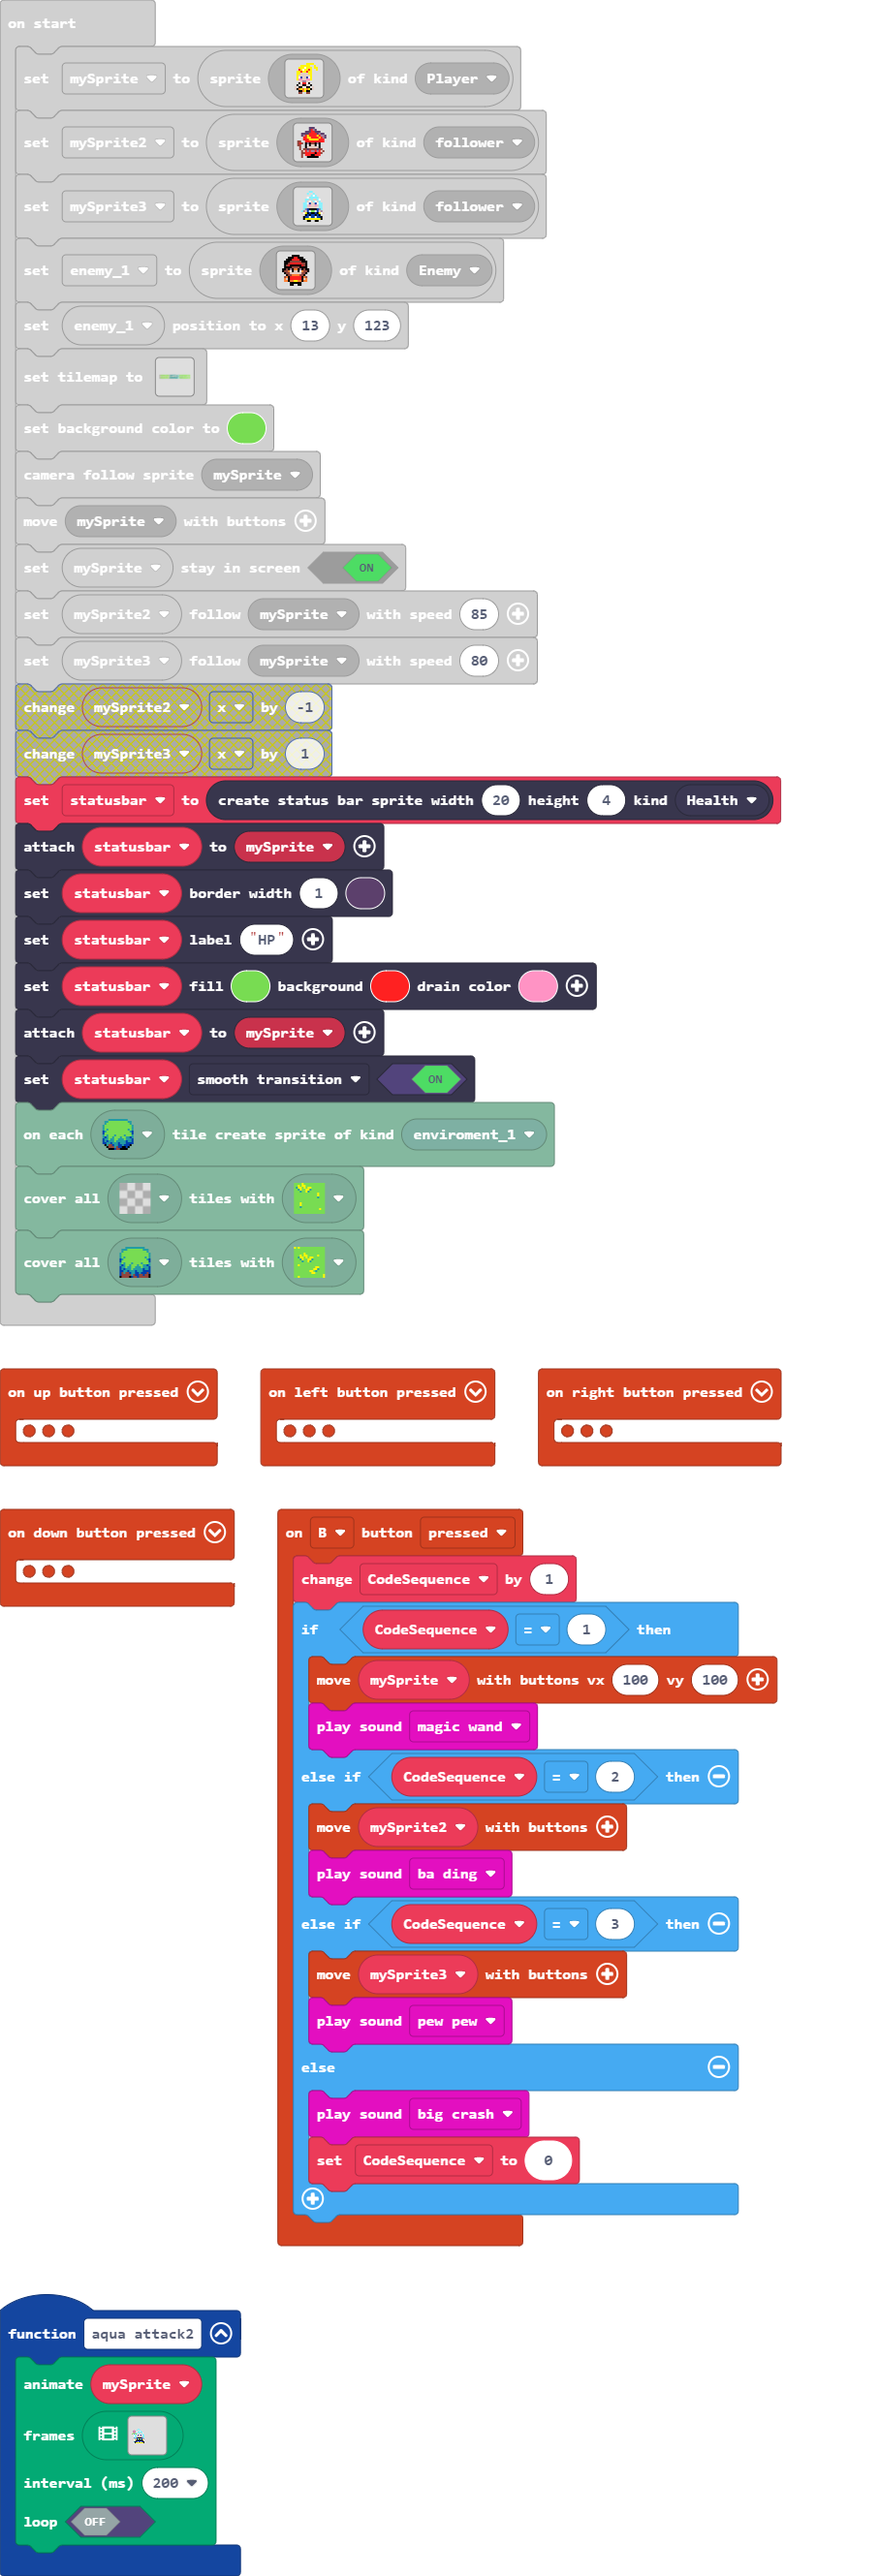 on start
set mySprite to sprite of kind Player
set mySprite2 to sprite of kind follower
set mySprite3 to sprite of kind follower
set enemy_1 to sprite of kind Enemy
set enemy_1 position to x 13 y 123
set tilemap to
set background color to
camera follow sprite mySprite
move mySprite with buttons
set mySprite stay in screen ON
set mySprite2 follow mySprite with speed 85
set mySprite3 follow mySprite with speed 80
change mySprite2 x by -1
change mySprite3 x by 1
set statusbar to create status bar sprite width 20 height 4 kind Health
attach statusbar to mySprite
set statusbar border width 1
set statusbar label "HP"
set statusbar fill background drain color
attach statusbar to mySprite
set statusbar smooth transition ON
on each tile create sprite of kind enviroment_1
cover all tiles with
cover all tiles with
on up button pressed
on left button pressed
on right button pressed
on down button pressed
on B button pressed
change CodeSequence by 1
if CodeSequence = 1 then
move mySprite with buttons vx 100 vy 100
play sound magic wand
else if CodeSequence = 2 then
move mySprite2 with buttons
play sound ba ding
else if CodeSequence = 3 then
move mySprite3 with buttons
play sound pew pew
else
play sound big crash
set CodeSequence to 0
function aqua attack2
animate mySprite
frames
interval (ms) 200
loop OFF